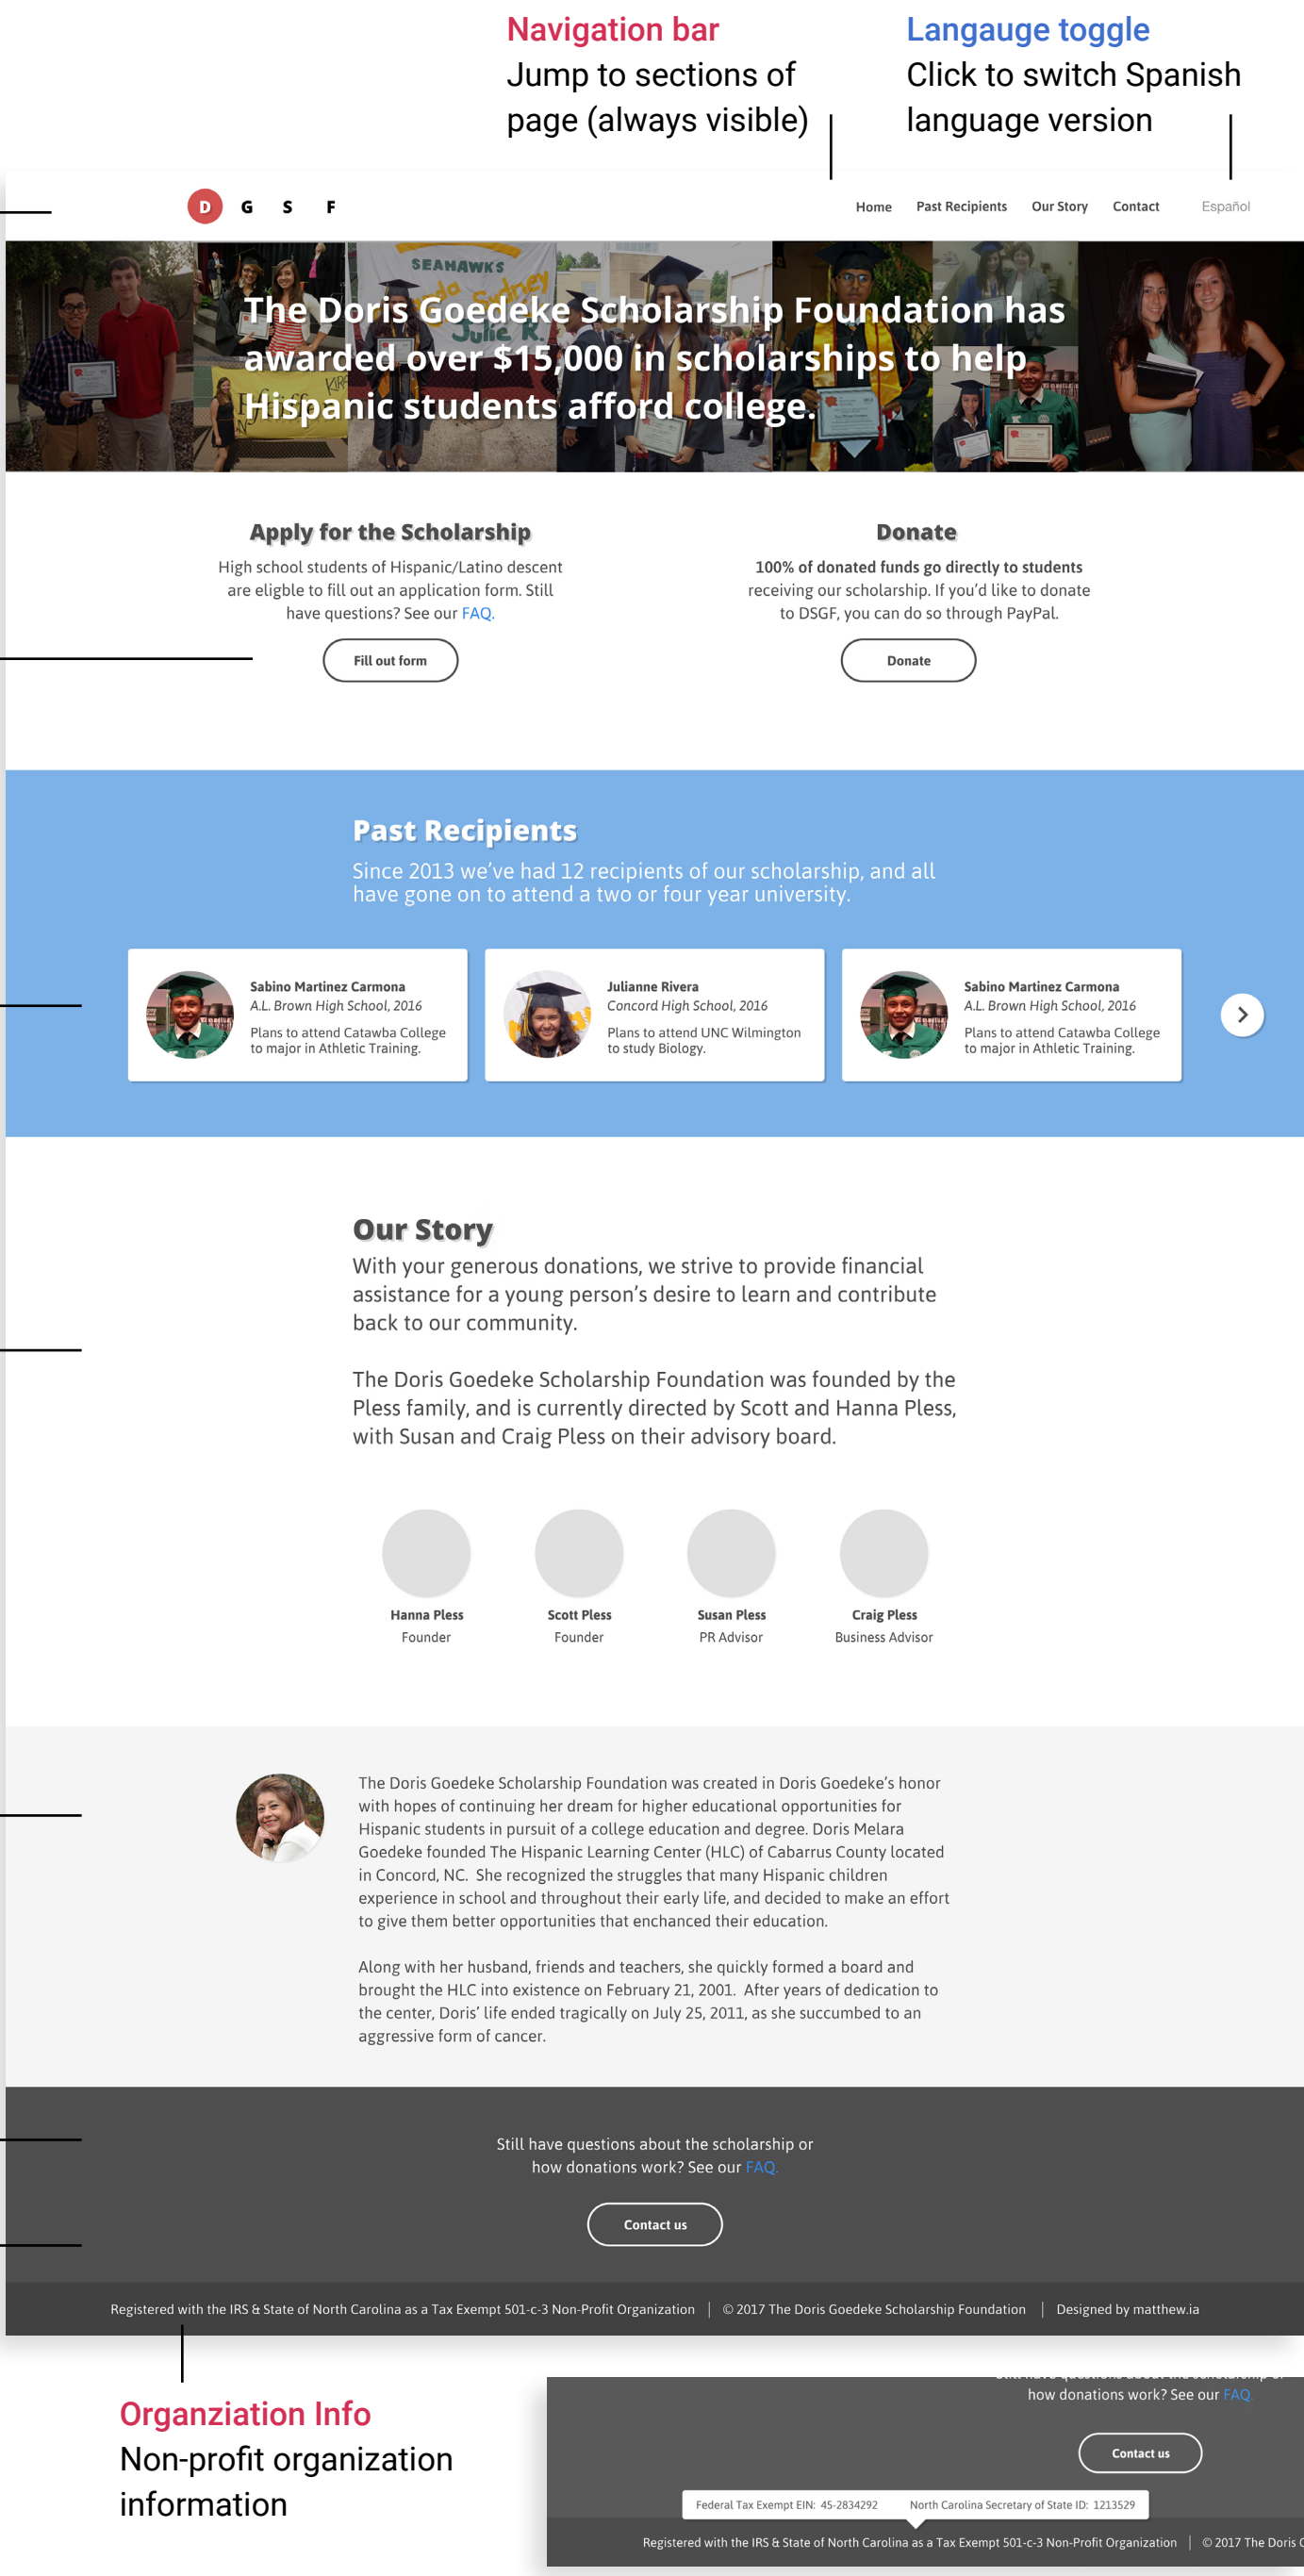 Navigation bar
Jump to sections of
page (always visible)
Langauge toggle
Click to switch Spanish
language version
D G S F
Home Past Recipients Our Story Contact Español
SEAHAWKS
The Doris Goedeke Scholarship Foundation has
awarded over $15,000 in scholarships to help
Hispanic students afford college.
Apply for the Scholarship
High school students of Hispanic/Latino descent
are eligble to fill out an application form. Still
have questions? See our FAQ.
Fill out form
Donate
100% of donated funds go directly to students
receiving our scholarship. If you'd like to donate
to DSGF, you can do so through PayPal.
Donate
Past Recipients
Since 2013 we've had 12 recipients of our scholarship, and all
have gone on to attend a two or four year university.
Sabino Martinez Carmona
A.L. Brown High School, 2016
Plans to attend Catawba College
to major in Athletic Training.
Julianne Rivera
Concord High School, 2016
Plans to attend UNC Wilmington
to study Biology.
Sabino Martinez Carmona
A.L. Brown High School, 2016
Plans to attend Catawba College
to major in Athletic Training.
Our Story
With your generous donations, we strive to provide financial
assistance for a young person's desire to learn and contribute
back to our community.
The Doris Goedeke Scholarship Foundation was founded by the
Pless family, and is currently directed by Scott and Hanna Pless,
with Susan and Craig Pless on their advisory board.
Hanna Pless
Founder
Scott Pless
Founder
Susan Pless
PR Advisor
Craig Pless
Business Advisor
The Doris Goedeke Scholarship Foundation was created in Doris Goedeke's honor
with hopes of continuing her dream for higher educational opportunities for
Hispanic students in pursuit of a college education and degree. Doris Melara
Goedeke founded The Hispanic Learning Center (HLC) of Cabarrus County located
in Concord, NC. She recognized the struggles that many Hispanic children
experience in school and throughout their early life, and decided to make an effort
to give them better opportunities that enchanced their education.
Along with her husband, friends and teachers, she quickly formed a board and
brought the HLC into existence on February 21, 2001. After years of dedication to
the center, Doris' life ended tragically on July 25, 2011, as she succumbed to an
aggressive form of cancer.
Still have questions about the scholarship or
how donations work? See our FAQ.
Contact us
Registered with the IRS & State of North Carolina as a Tax Exempt 501-c-3 Non-Profit Organization | © 2017 The Doris Goedeke Scholarship Foundation | Designed by matthew.ia
Organziation Info
Non-profit organization
information
how donations work? See our FAQ.
Contact us
Federal Tax Exempt EIN: 45-2834292 North Carolina Secretary of State ID: 1213529
Registered with the IRS & State of North Carolina as a Tax Exempt 501-c-3 Non-Profit Organization | © 2017 The Doris